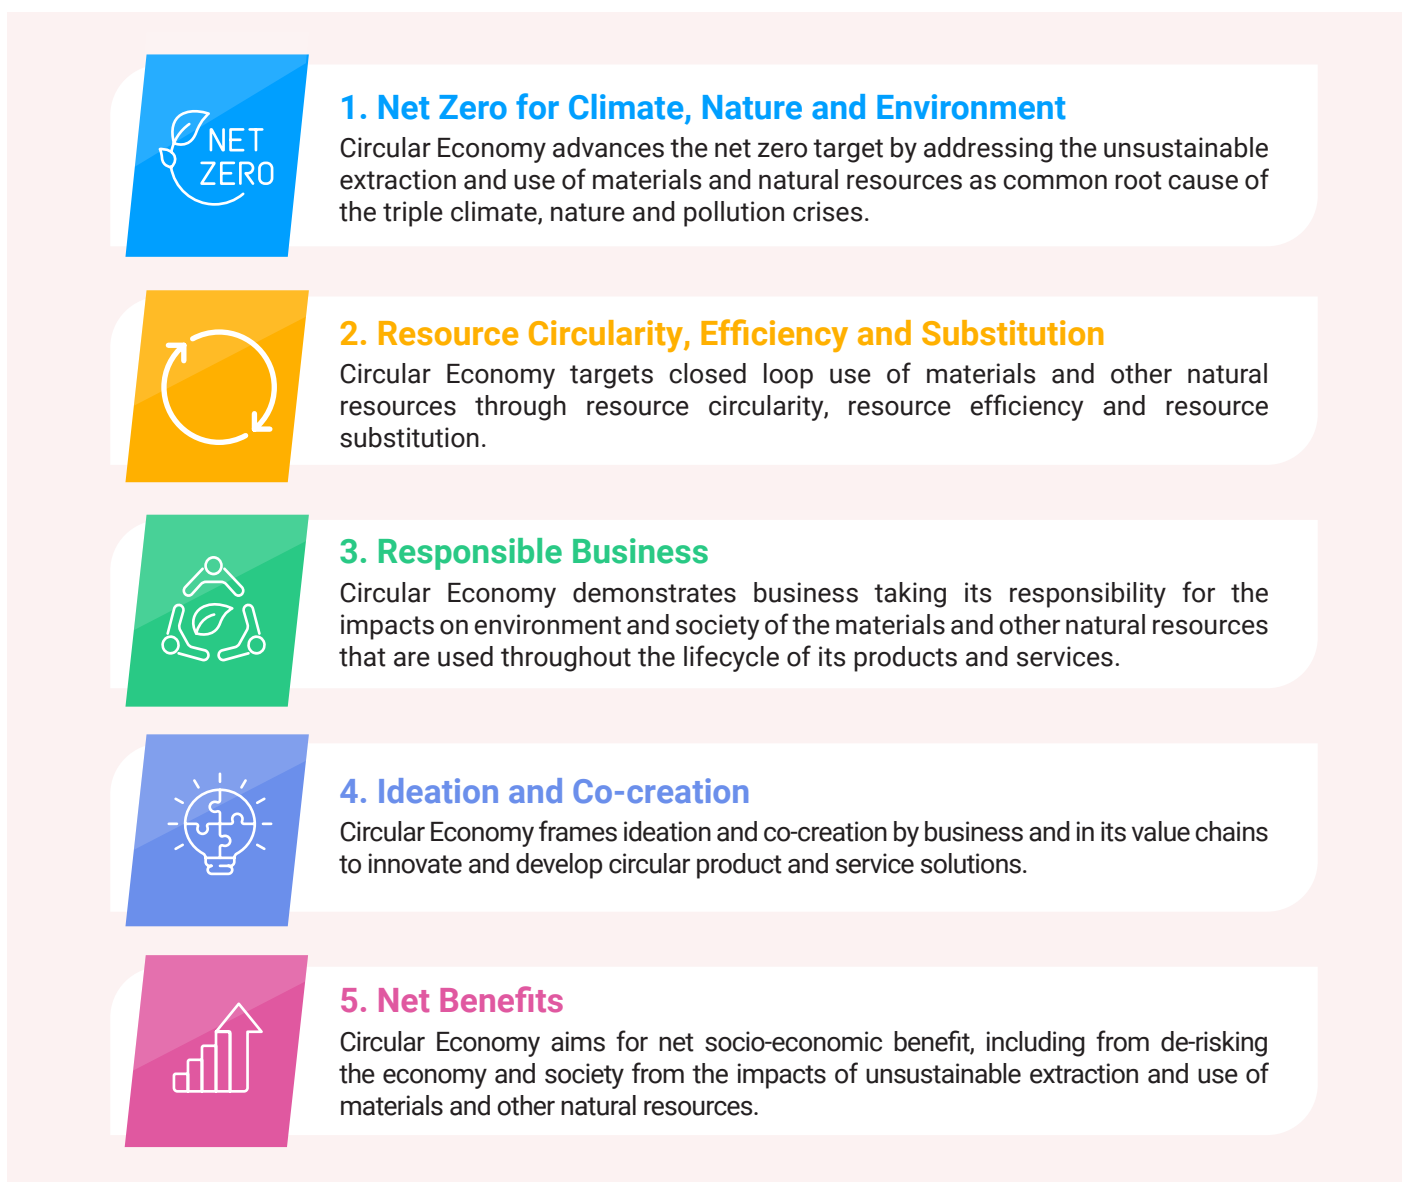 NET
ZERO
1. Net Zero for Climate, Nature and Environment
Circular Economy advances the net zero target by addressing the unsustainable
extraction and use of materials and natural resources as common root cause of
the triple climate, nature and pollution crises.
2. Resource Circularity, Efficiency and Substitution
Circular Economy targets closed loop use of materials and other natural
resources through resource circularity, resource efficiency and resource
substitution.
3. Responsible Business
Circular Economy demonstrates business taking its responsibility for the
impacts on environment and society of the materials and other natural resources
that are used throughout the lifecycle of its products and services.
4. Ideation and Co-creation
Circular Economy frames ideation and co-creation by business and in its value chains
to innovate and develop circular product and service solutions.
5. Net Benefits
Circular Economy aims for net socio-economic benefit, including from de-risking
the economy and society from the impacts of unsustainable extraction and use of
materials and other natural resources.